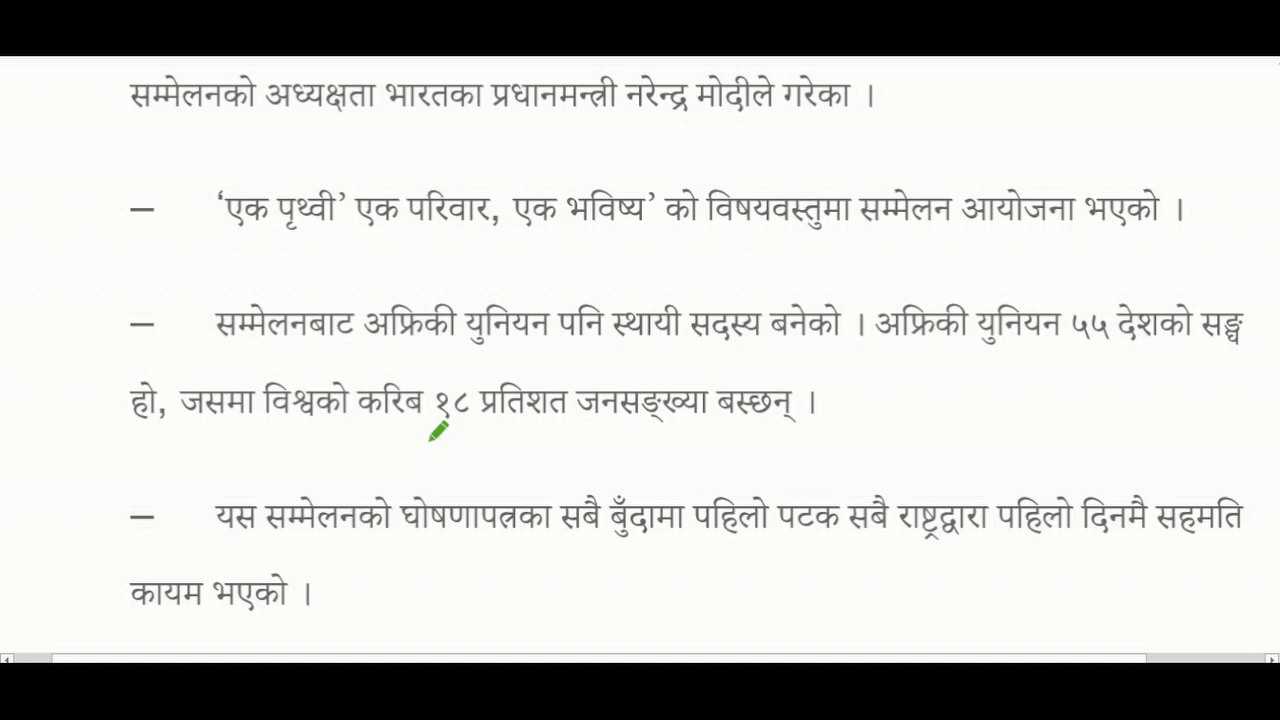 सम्मेलनको अध्यक्षता भारतका प्रधानमन्त्री नरेन्द्र मोदीले गरेका ।
–	‘एक पृथ्वी’ एक परिवार, एक भविष्य’ को विषयवस्तुमा सम्मेलन आयोजना भएको ।
–	सम्मेलनबाट अफ्रिकी युनियन पनि स्थायी सदस्य बनेको । अफ्रिकी युनियन ५५ देशको सङ्घ
हो, जसमा विश्वको करिब १८ प्रतिशत जनसङ्ख्या बस्छन् ।
–	यस सम्मेलनको घोषणापत्रका सबै बुँदामा पहिलो पटक सबै राष्ट्रद्वारा पहिलो दिनमै सहमति
कायम भएको ।